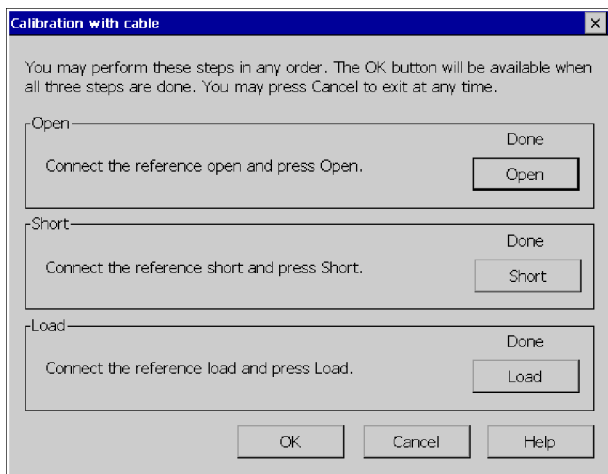 Calibration with cable
You may perform these steps in any order. The OK button will be available when
all three steps are done. You may press Cancel to exit at any time.
Open
Done
Connect the reference open and press Open.
Open
Short
Done
Connect the reference short and press Short.
Short
Load
Done
Connect the reference load and press Load.
Load
OK Cancel Help